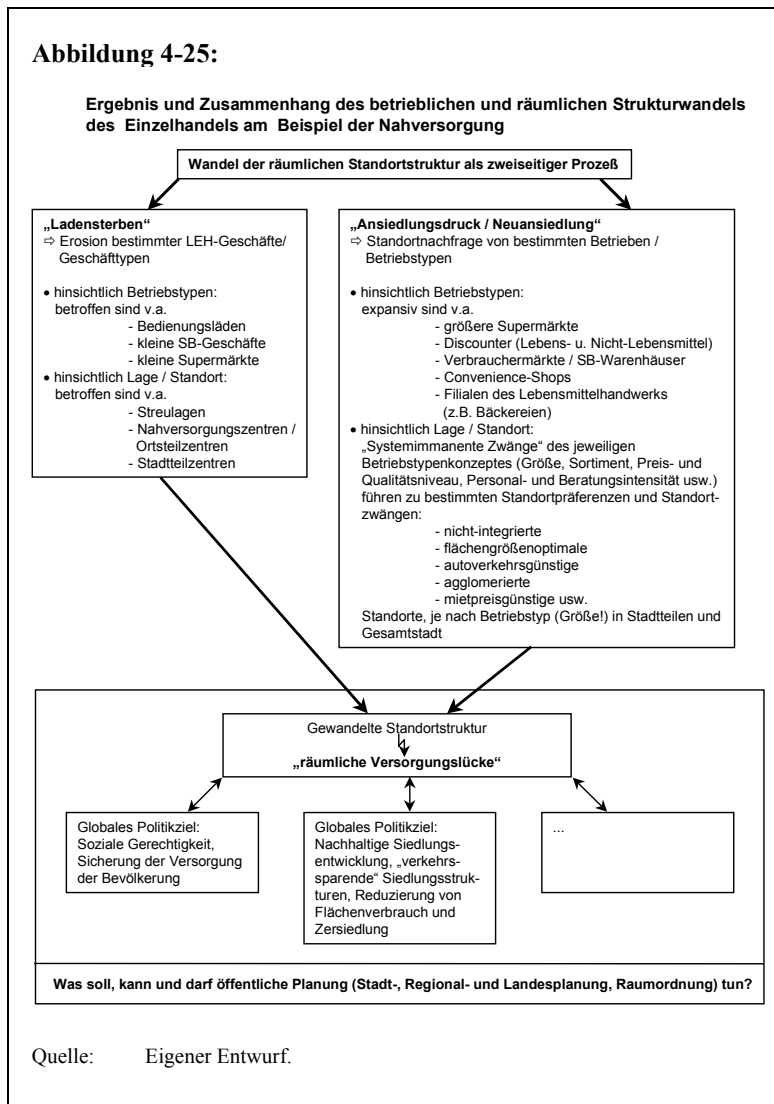 Abbildung 4-25:
Ergebnis und Zusammenhang des betrieblichen und räumlichen Strukturwandels
des Einzelhandels am Beispiel der Nahversorgung
Wandel der räumlichen Standortstruktur als zweiseitiger Prozeß
„Ladensterben“
⇨ Erosion bestimmter LEH-Geschäfte/
Geschäfttypen
• hinsichtlich Betriebstypen:
betroffen sind v.a.
- Bedienungsläden
- kleine SB-Geschäfte
- kleine Supermärkte
• hinsichtlich Lage / Standort:
betroffen sind v.a.
- Streulagen
- Nahversorgungszentren /
Ortsteilzentren
- Stadtteilzentren
„Ansiedlungsdruck / Neuansiedlung“
⇨ Standortnachfrage von bestimmten Betrieben /
Betriebstypen
• hinsichtlich Betriebstypen:
expansiv sind v.a.
- größere Supermärkte
- Discounter (Lebens- u. Nicht-Lebensmittel)
- Verbrauchermärkte / SB-Warenhäuser
- Convenience-Shops
- Filialen des Lebensmittelhandwerks
(z.B. Bäckereien)
• hinsichtlich Lage / Standort:
„Systemimmanente Zwänge“ des jeweiligen
Betriebstypenkonzeptes (Größe, Sortiment, Preis- und
Qualitätsniveau, Personal- und Beratungsintensität usw.)
führen zu bestimmten Standortpräferenzen und Standort-
zwängen:
- nicht-integrierte
- flächengrößenoptimale
- autoverkehrsgünstige
- agglomerierte
- mietpreisgünstige usw.
Standorte, je nach Betriebstyp (Größe!) in Stadtteilen und
Gesamtstadt
Gewandelte Standortstruktur
„räumliche Versorgungslücke“
Globales Politikziel:
Soziale Gerechtigkeit,
Sicherung der Versorgung
der Bevölkerung
Globales Politikziel:
Nachhaltige Siedlungs-
entwicklung, „verkehrs-
sparende“ Siedlungsstruk-
turen, Reduzierung von
Flächenverbrauch und
Zersiedlung
...
Was soll, kann und darf öffentliche Planung (Stadt-, Regional- und Landesplanung, Raumordnung) tun?
Quelle: Eigener Entwurf.